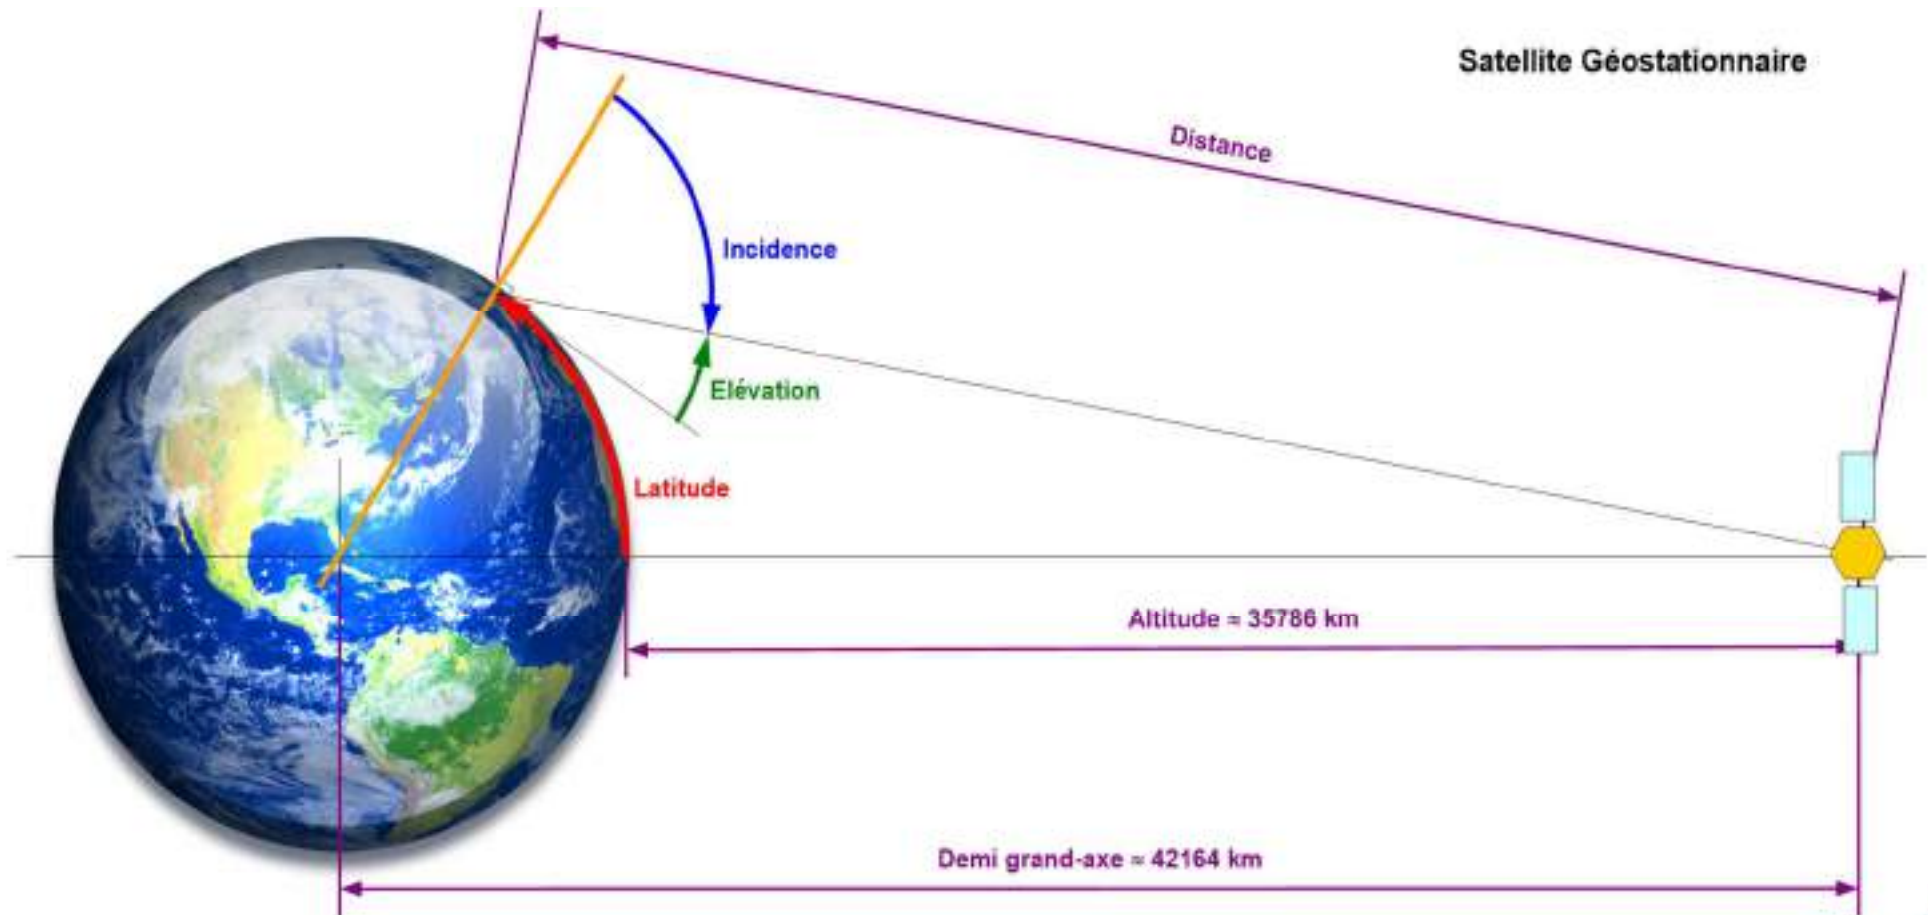 Satellite Géostationnaire
Distance
Incidence
Elévation
Latitude
Altitude ≈ 35786 km
Demi grand-axe ≈ 42164 km